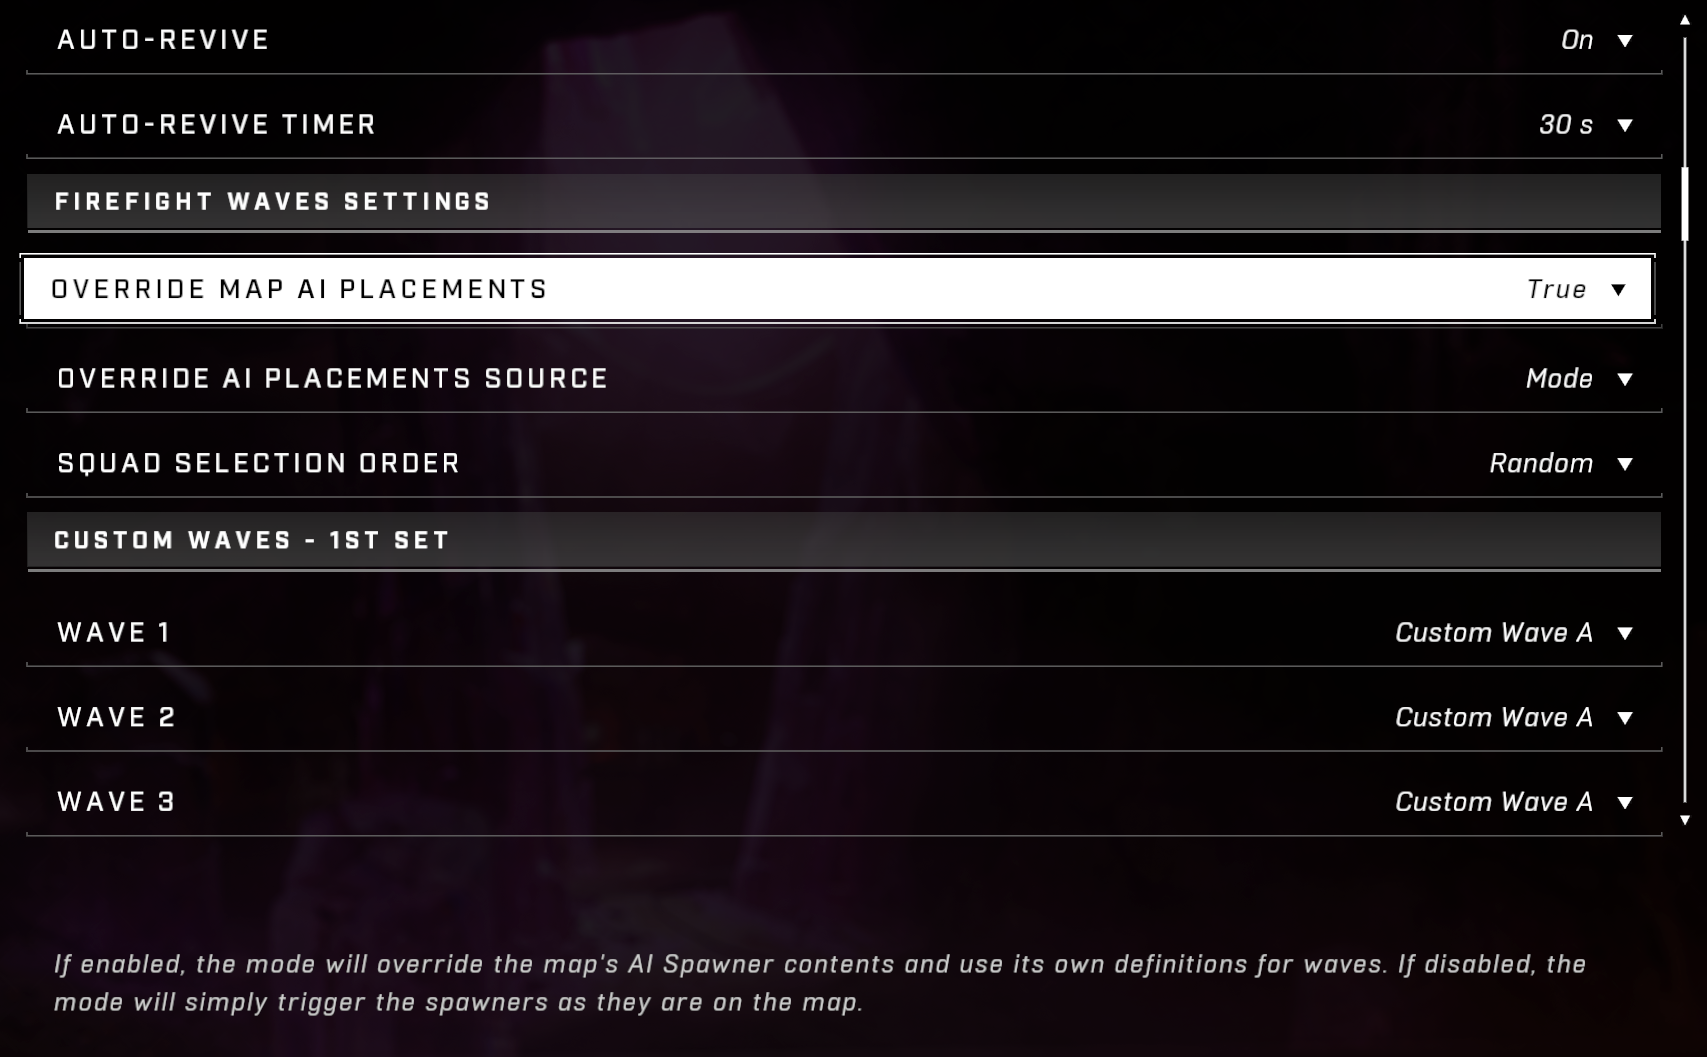 AUTO-REVIVE On
AUTO-REVIVE TIMER 30 s
FIREFIGHT WAVES SETTINGS
OVERRIDE MAP AI PLACEMENTS True
OVERRIDE AI PLACEMENTS SOURCE Mode
SQUAD SELECTION ORDER Random
CUSTOM WAVES - 1ST SET
WAVE 1 Custom Wave A
WAVE 2 Custom Wave A
WAVE 3 Custom Wave A
If enabled, the mode will override the map's AI Spawner contents and use its own definitions for waves. If disabled, the
mode will simply trigger the spawners as they are on the map.